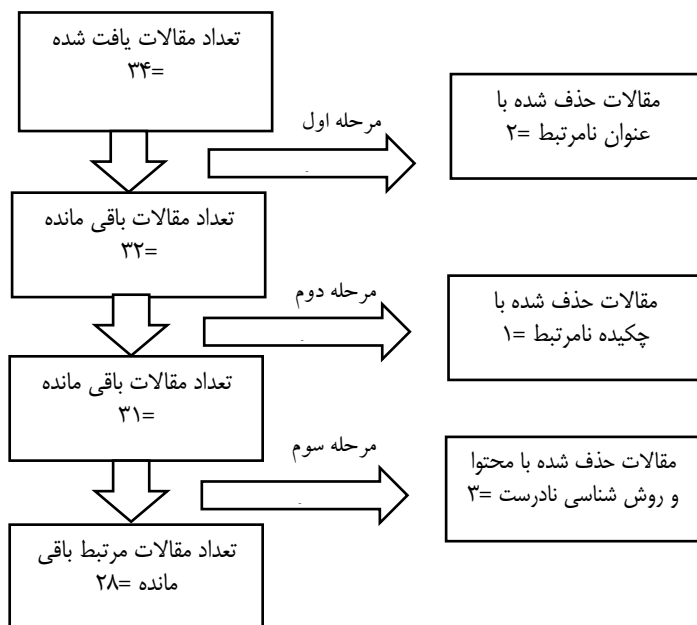 تعداد مقالات یافت شده
=۳۴
مرحله اول
مقالات حذف شده با
عنوان نامرتبط =۲
تعداد مقالات باقی مانده
=۳۲
مرحله دوم
مقالات حذف شده با
چکیده نامرتبط =۱
تعداد مقالات باقی مانده
=۳۱
مرحله سوم
مقالات حذف شده با محتوا
و روش شناسی نادرست =۳
تعداد مقالات مرتبط باقی
مانده =۲۸